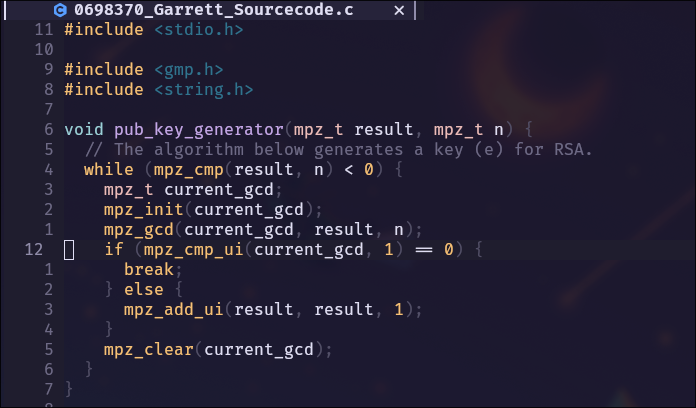 C 0698370_Garrett_Sourcecode.c ×
11 #include <stdio.h>
10
9 #include <gmp.h>
8 #include <string.h>
7
6 void pub_key_generator(mpz_t result, mpz_t n) {
5   // The algorithm below generates a key (e) for RSA.
4   while (mpz_cmp(result, n) < 0) {
3     mpz_t current_gcd;
2     mpz_init(current_gcd);
1     mpz_gcd(current_gcd, result, n);
12     if (mpz_cmp_ui(current_gcd, 1) == 0) {
1       break;
2     } else {
3       mpz_add_ui(result, result, 1);
4     }
5     mpz_clear(current_gcd);
6   }
7 }
8